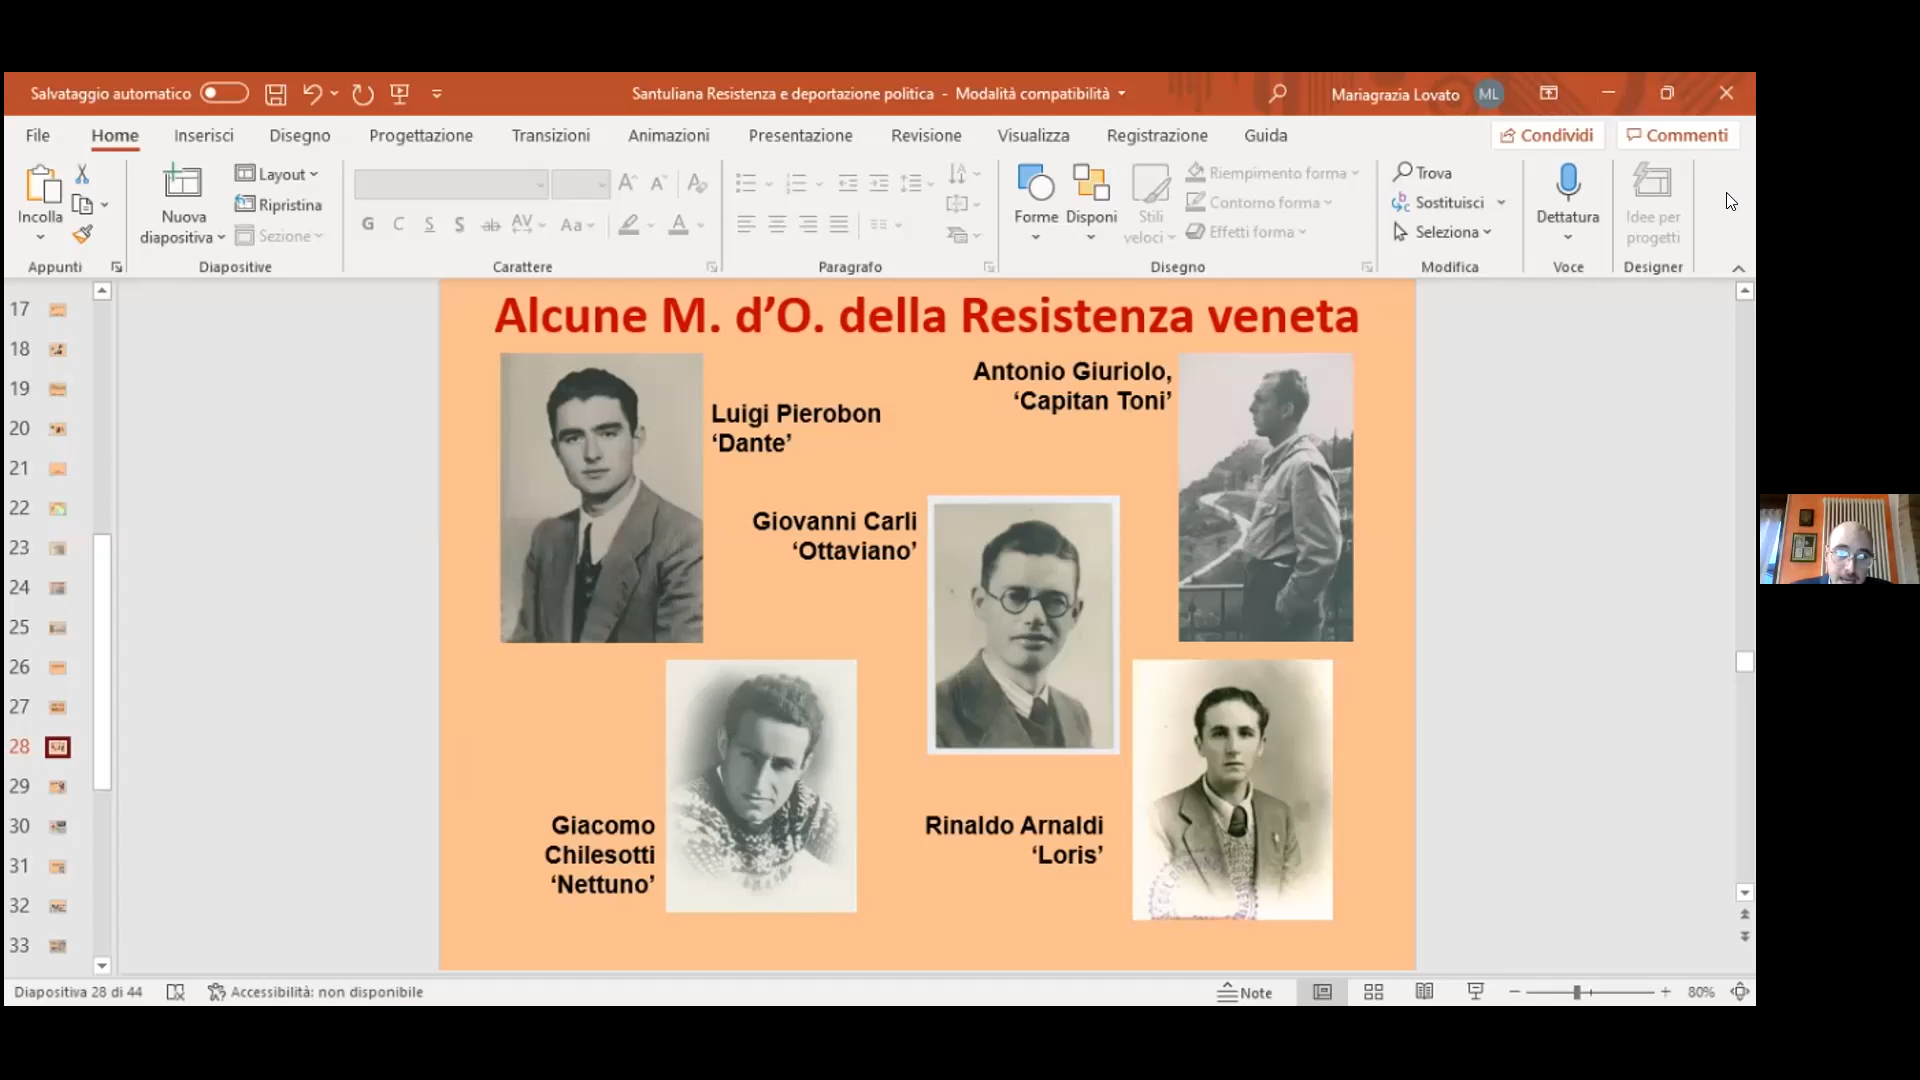 Salvataggio automatico
Santuliana Resistenza e deportazione politica - Modalità compatibilità
Mariagrazia Lovato ML
File Home Inserisci Disegno Progettazione Transizioni Animazioni Presentazione Revisione Visualizza Registrazione Guida Condividi Commenti
Incolla
Appunti
Nuova
diapositiva
Layout
Ripristina
Sezione
Diapositive
G C S S ab AV Aa A
Carattere
Paragrafo
Forme
Disponi
Stili
veloci
Riempimento forma
Contorno forma
Effetti forma
Disegno
Trova
Sostituisci
Seleziona
Modifica
Dettatura
Voce
Idee per
progetti
Designer
17
18
19
20
21
22
23
24
25
26
27
28
29
30
31
32
33
Alcune M. d’O. della Resistenza veneta
Luigi Pierobon
‘Dante’
Antonio Giuriolo,
‘Capitan Toni’
Giovanni Carli
‘Ottaviano’
Giacomo
Chilesotti
‘Nettuno’
Rinaldo Arnaldi
‘Loris’
Diapositiva 28 di 44
Accessibilità: non disponibile
Note
80%